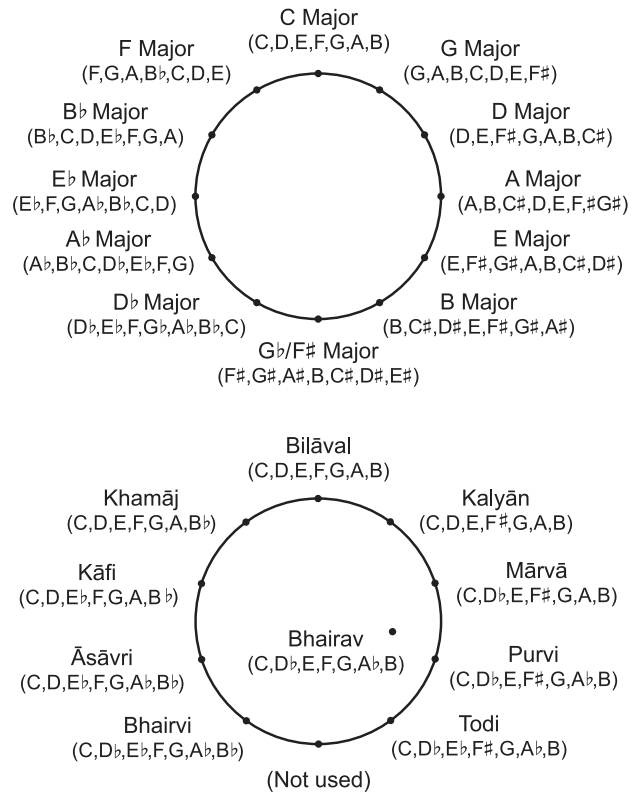 C Major
(C,D,E,F,G,A,B)
G Major
(G,A,B,C,D,E,F♯)
D Major
(D,E,F♯,G,A,B,C♯)
A Major
(A,B,C♯,D,E,F,♯G♯)
E Major
(E,F♯,G♯,A,B,C♯,D♯)
B Major
(B,C♯,D♯,E,F♯,G♯,A♯)
G♭/F♯ Major
(F♯,G♯,A♯,B,C♯,D♯,E♯)
D♭ Major
(D♭,E♭,F,G♭,A♭,B♭,C)
A♭ Major
(A♭,B♭,C,D♭,E♭,F,G)
E♭ Major
(E♭,F,G,A♭,B♭,C,D)
B♭ Major
(B♭,C,D,E♭,F,G,A)
F Major
(F,G,A,B♭,C,D,E)
Bilāval
(C,D,E,F,G,A,B)
Kalyān
(C,D,E,F♯,G,A,B)
Mārvā
(C,D♭,E,F♯,G,A,B)
Purvi
(C,D♭,E,F♯,G,A♭,B)
Todi
(C,D♭,E♭,F♯,G,A♭,B)
(Not used)
Bhairvi
(C,D♭,E♭,F,G,A♭,B♭)
Āsāvri
(C,D,E♭,F,G,A♭,B♭)
Kāfi
(C,D,E♭,F,G,A,B♭)
Khamāj
(C,D,E,F,G,A,B♭)
Bhairav
(C,D♭,E,F,G,A♭,B)